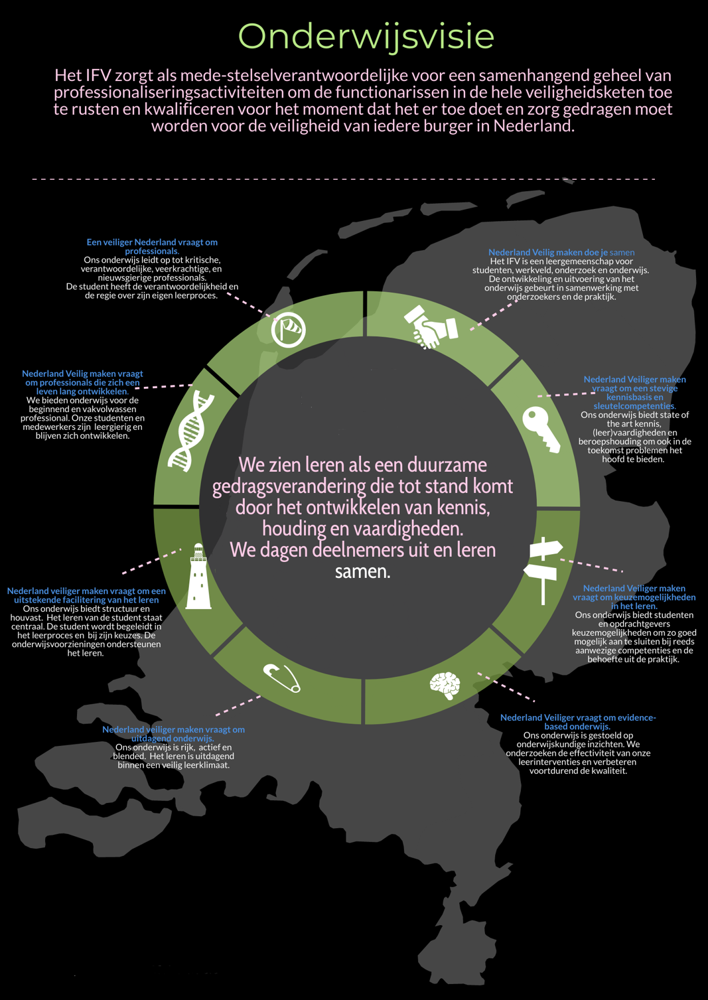 Onderwijsvisie
Het IFV zorgt als mede-stelselverantwoordelijke voor een samenhangend geheel van
professionaliseringsactiviteiten om de functionarissen in de hele veiligheidsketen toe
te rusten en kwalificeren voor het moment dat het er toe doet en zorg gedragen moet
worden voor de veiligheid van iedere burger in Nederland.
Een veiliger Nederland vraagt om
professionals.
Ons onderwijs leidt op tot kritische,
verantwoordelijke, veerkrachtige, en
nieuwsgierige professionals.
De student heeft de verantwoordelijkheid en
de regie over zijn eigen leerproces.
Nederland Veilig maken doe je samen
Het IFV is een leergemeenschap voor
studenten, werkveld, onderzoek en onderwijs.
De ontwikkeling en uitvoering van het
onderwijs gebeurt in samenwerking met
onderzoekers en de praktijk.
Nederland Veilig maken vraagt
om professionals die zich een
leven lang ontwikkelen.
We bieden onderwijs voor de
beginnend en vakvolwassen
professional. Onze studenten en
medewerkers zijn leergierig en
blijven zich ontwikkelen.
Nederland Veiliger maken
vraagt om een stevige
kennisbasis en
sleutelcompetenties.
Ons onderwijs biedt state of
the art kennis,
(leer)vaardigheden en
beroepshouding om ook in de
toekomst problemen het
hoofd te bieden.
We zien leren als een duurzame
gedragsverandering die tot stand komt
door het ontwikkelen van kennis,
houding en vaardigheden.
We dagen deelnemers uit en leren
samen.
Nederland veiliger maken vraagt om een
uitstekende facilitering van het leren
Ons onderwijs biedt structuur en
houvast. Het leren van de student staat
centraal. De student wordt begeleidt in
het leerproces en bij zijn keuzes. De
onderwijsvoorzieningen ondersteunen
het leren.
Nederland Veiliger maken
vraagt om keuzemogelijkheden
in het leren.
Ons onderwijs biedt studenten
en opdrachtgevers
keuzemogelijkheden om zo goed
mogelijk aan te sluiten bij reeds
aanwezige competenties en de
behoefte uit de praktijk.
Nederland veiliger maken vraagt om
uitdagend onderwijs.
Ons onderwijs is rijk, actief en
blended. Het leren is uitdagend
binnen een veilig leerklimaat.
Nederland Veiliger vraagt om evidence-
based onderwijs.
Ons onderwijs is gestoeld op
onderwijskundige inzichten. We
onderzoeken de effectiviteit van onze
leerinterventies en verbeteren
voortdurend de kwaliteit.